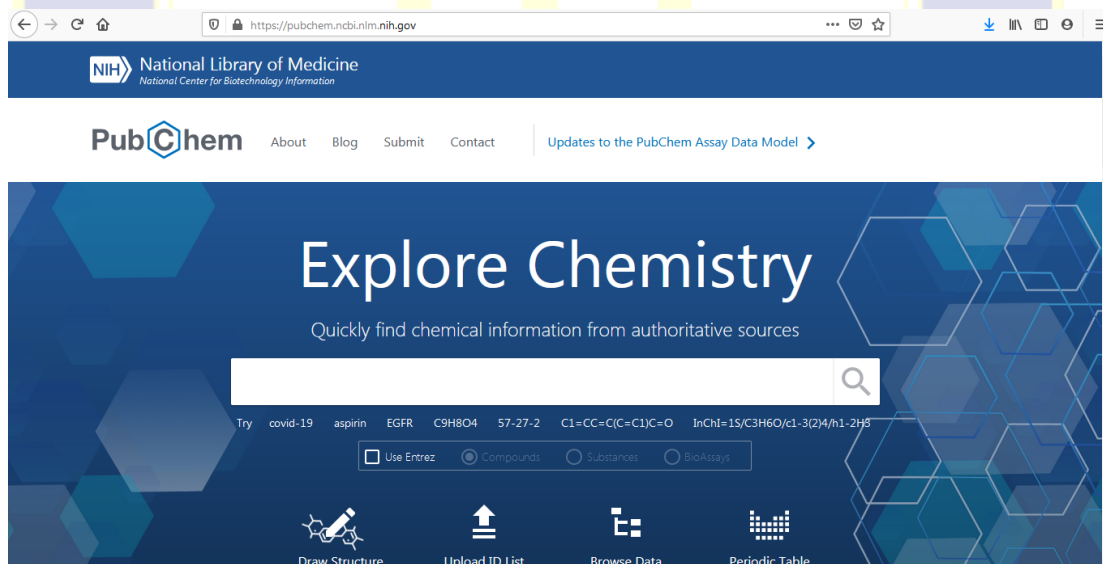 https://pubchem.ncbi.nlm.nih.gov
NIH National Library of Medicine
National Center for Biotechnology Information
PubChem About Blog Submit Contact Updates to the PubChem Assay Data Model
Explore Chemistry
Quickly find chemical information from authoritative sources
Try covid-19 aspirin EGFR C9H8O4 57-27-2 C1=CC=C(C=C1)C=O InChI=1S/C3H6O/c1-3(2)4/h1-2H3
Use Entrez Compounds Substances BioAssays
Draw Structure Upload ID List Browse Data Periodic Table